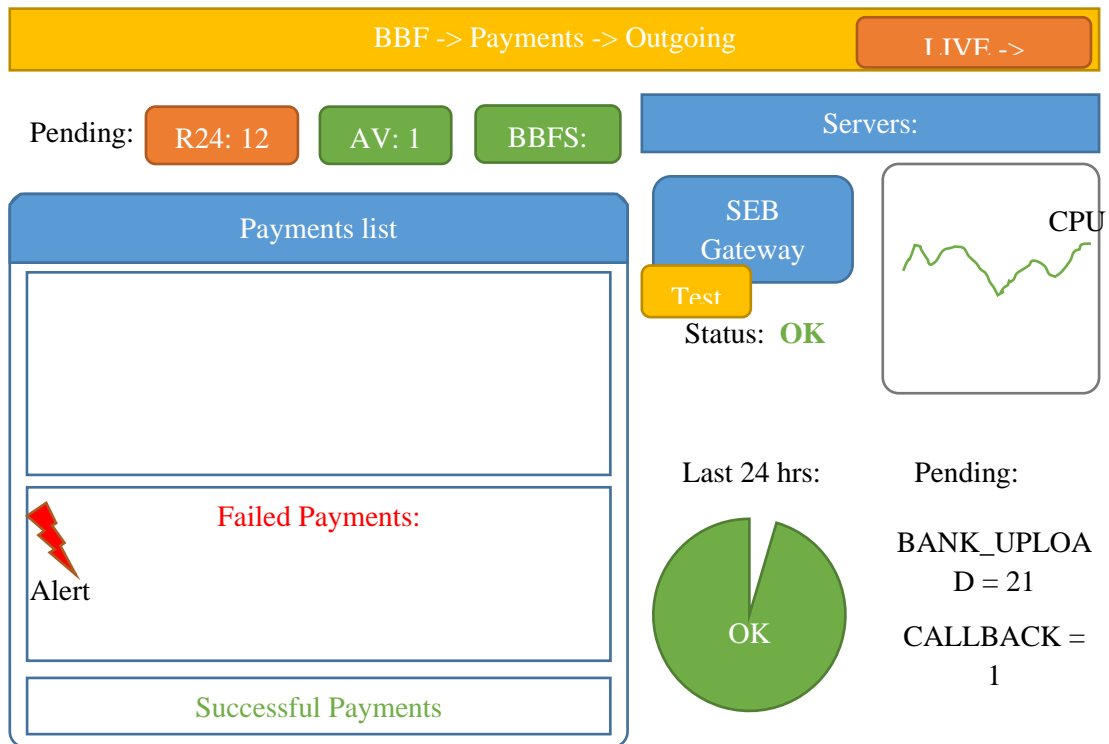 BBF -> Payments -> Outgoing
LIVE ->
Pending:
R24: 12
AV: 1
BBFS:
Servers:
Payments list
SEB
Gateway
Test
Status: OK
CPU
Failed Payments:
Alert
Successful Payments
Last 24 hrs:
OK
Pending:
BANK_UPLOA
D = 21
CALLBACK =
1